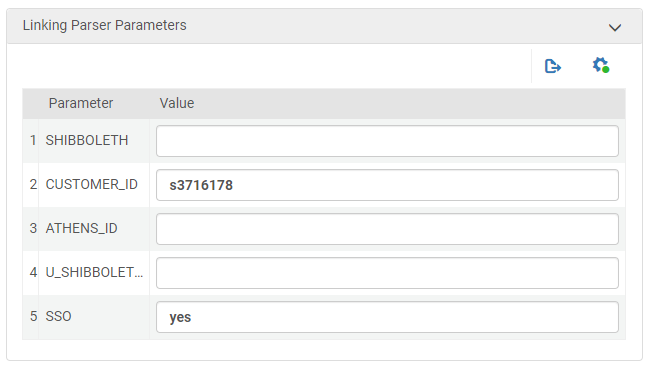 Linking Parser Parameters
Parameter Value
1 SHIBBOLETH
2 CUSTOMER_ID s3716178
3 ATHENS_ID
4 U_SHIBBOLET...
5 SSO yes